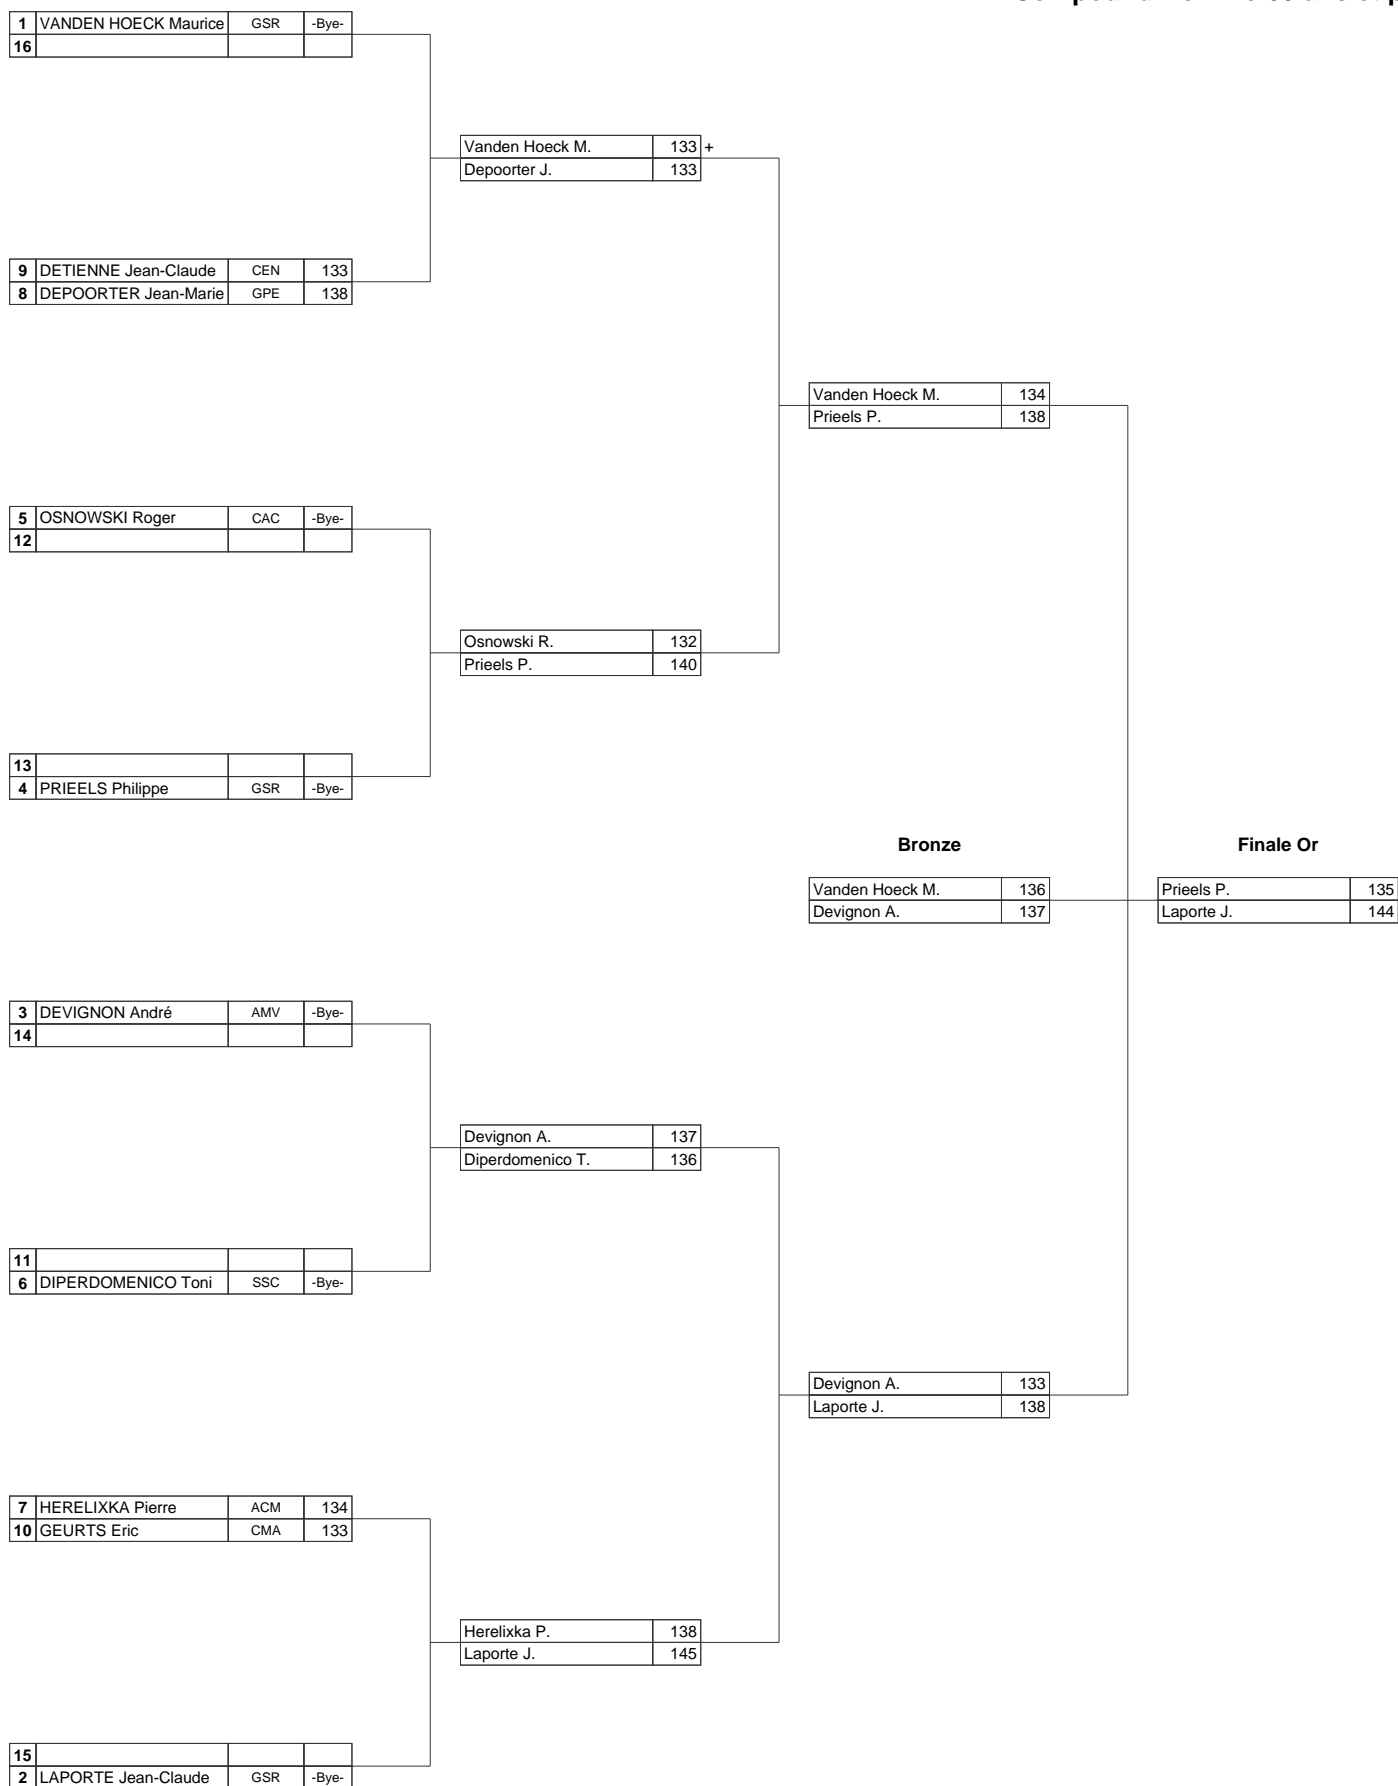 1 VANDEN HOECK Maurice GSR -Bye-
16
Vanden Hoeck M. 133 +
Depoorter J. 133
9 DETIENNE Jean-Claude CEN 133
8 DEPOORTER Jean-Marie GPE 138
Vanden Hoeck M. 134
Prieels P. 138
5 OSNOWSKI Roger CAC -Bye-
12
Osnowski R. 132
Prieels P. 140
13
4 PRIEELS Philippe GSR -Bye-
Bronze Finale Or
Vanden Hoeck M. 136 Prieels P. 135
Devignon A. 137 Laporte J. 144
3 DEVIGNON André AMV -Bye-
14
Devignon A. 137
Diperdomenico T. 136
11
6 DIPERDOMENICO Toni SSC -Bye-
Devignon A. 133
Laporte J. 138
7 HERELIXKA Pierre ACM 134
10 GEURTS Eric CMA 133
Herelixka P. 138
Laporte J. 145
15
2 LAPORTE Jean-Claude GSR -Bye-